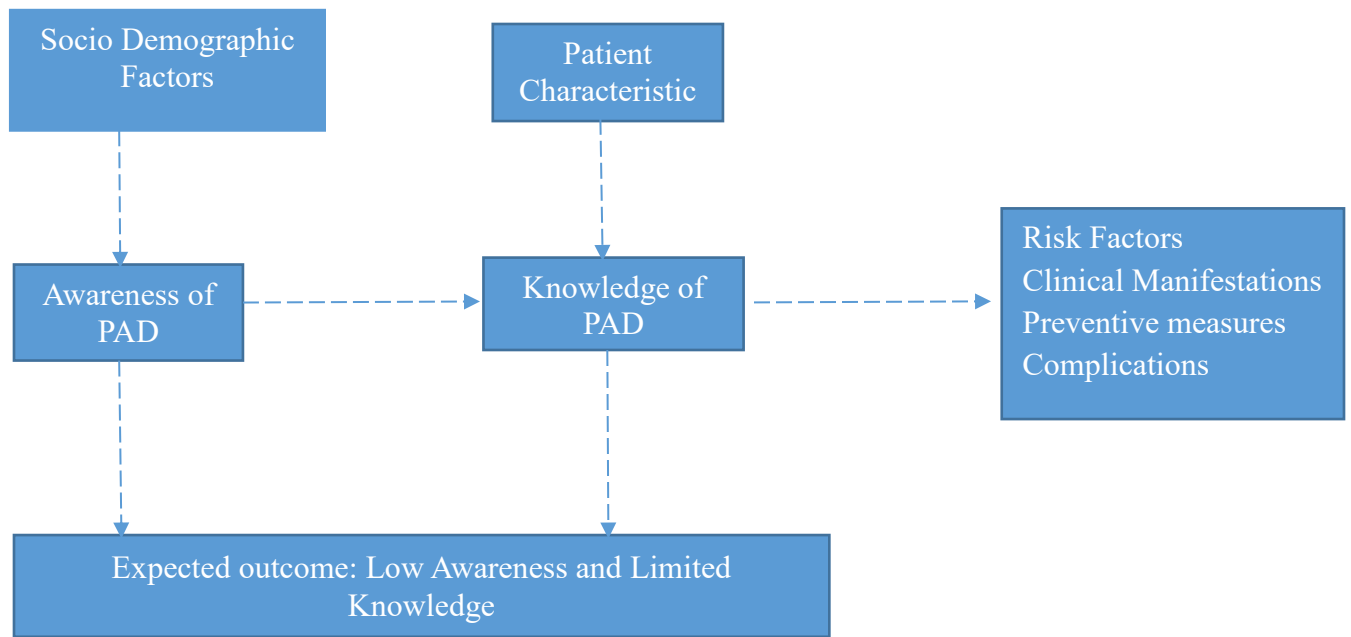 Socio Demographic
Factors
Patient
Characteristic
Awareness of
PAD
Knowledge of
PAD
Risk Factors
Clinical Manifestations
Preventive measures
Complications
Expected outcome: Low Awareness and Limited
Knowledge